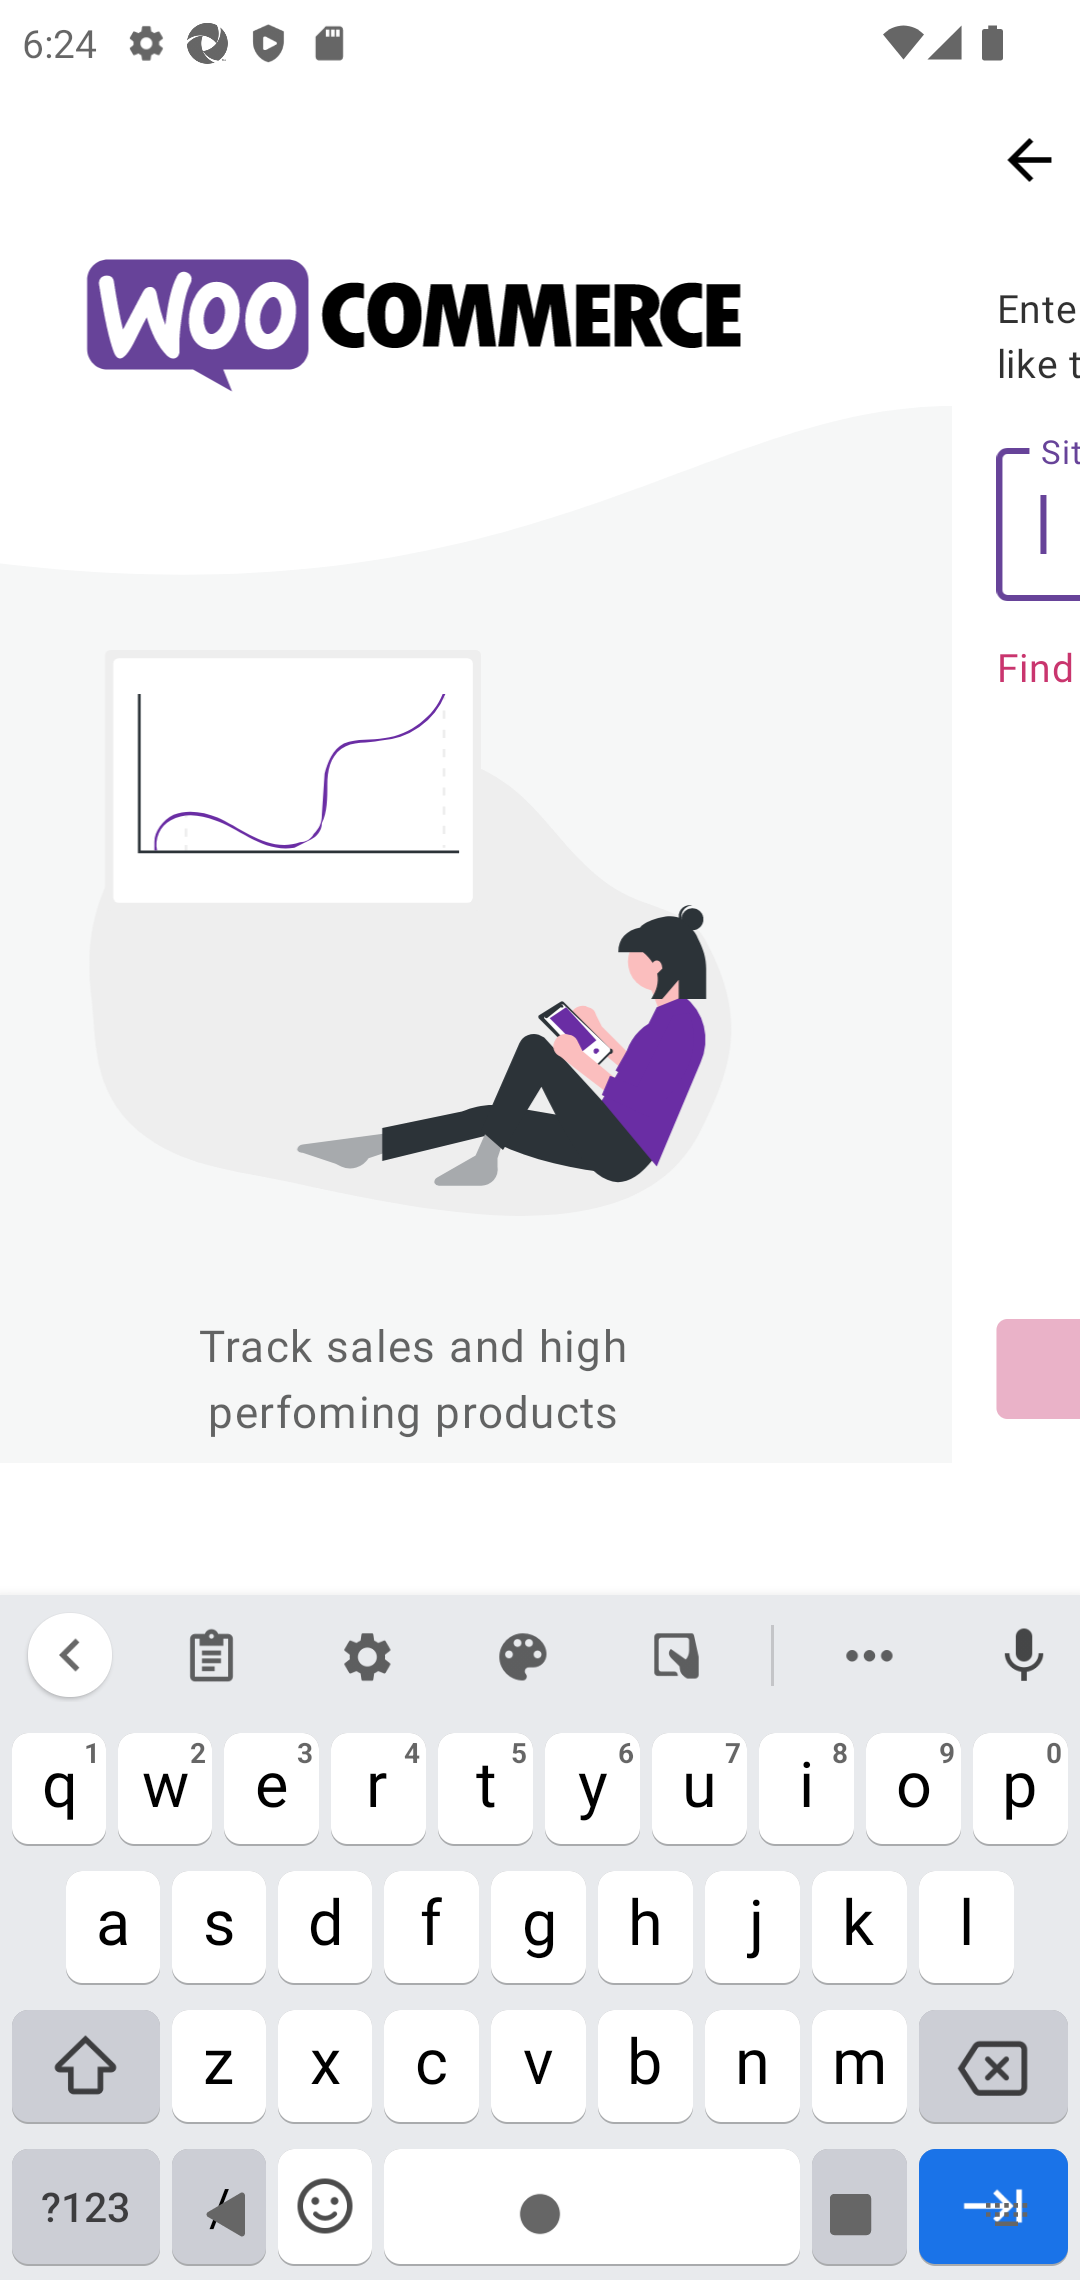 6:24
WOO COMMERCE
Ente
like t
Sit
Find
Track sales and high
perfoming products
q 1 w 2 e 3 r 4 t 5 y 6 u 7 i 8 o 9 p 0
a s d f g h j k l
z x c v b n m
?123 /